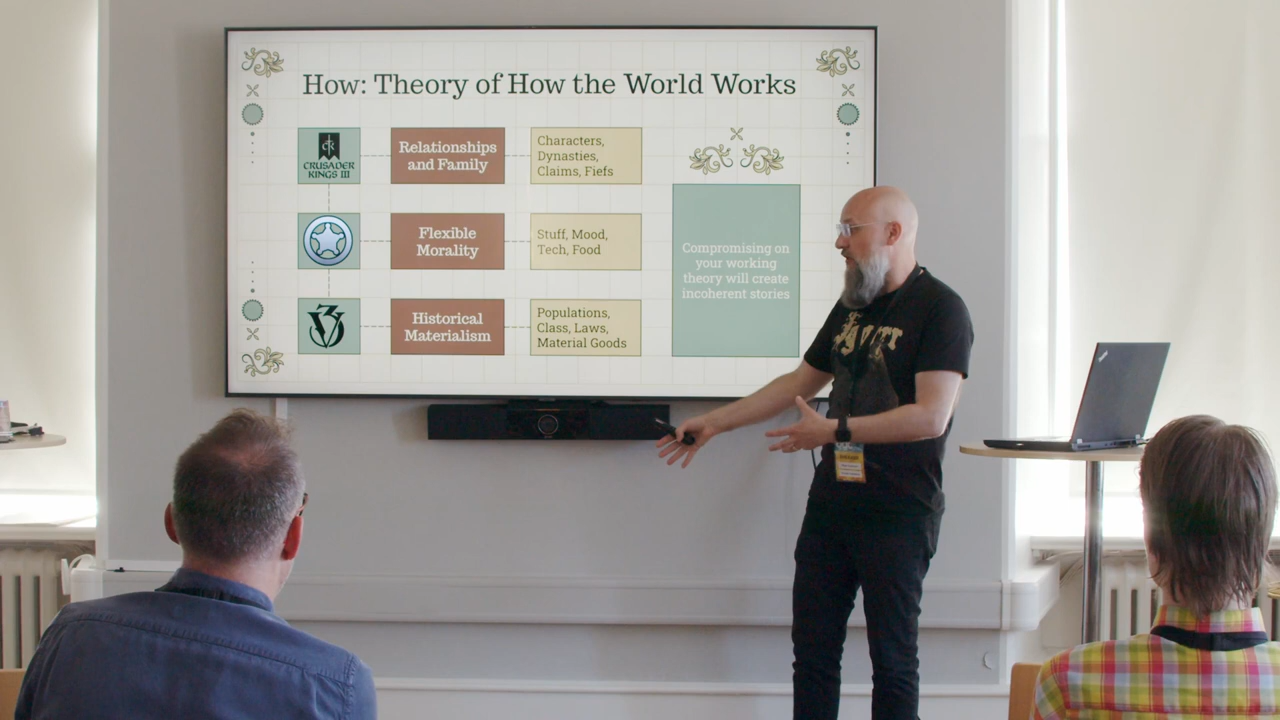 How: Theory of How the World Works
CRUSADER
KINGS III
Relationships
and Family
Characters,
Dynasties,
Claims, Fiefs
Flexible
Morality
Stuff, Mood,
Tech, Food
Historical
Materialism
Populations,
Class, Laws,
Material Goods
Compromising on
your working
theory will create
incoherent stories